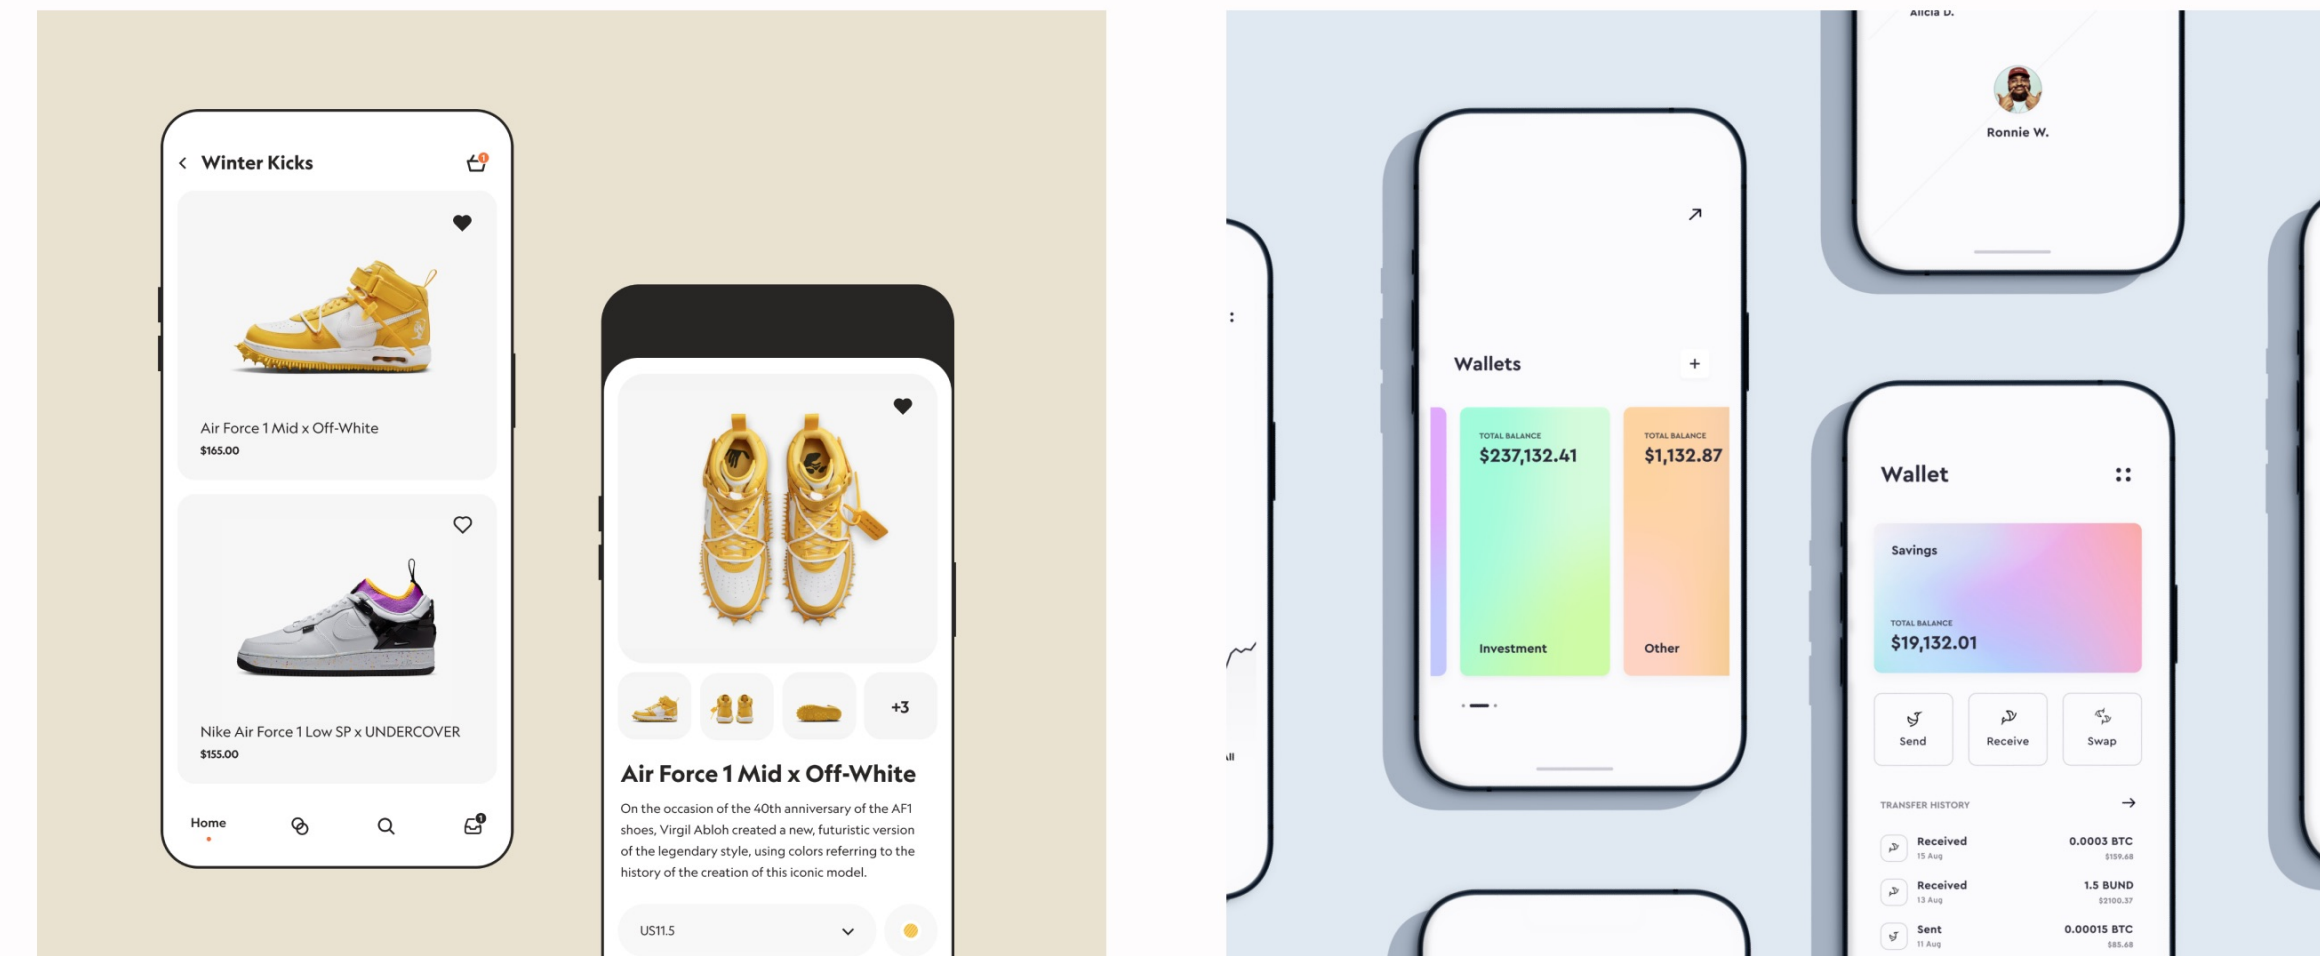 Winter Kicks
1
Air Force 1 Mid x Off-White
$165.00
Nike Air Force 1 Low SP x UNDERCOVER
$155.00
Home
1
+3
Air Force 1 Mid x Off-White
On the occasion of the 40th anniversary of the AF1
shoes, Virgil Abloh created a new, futuristic version
of the legendary style, using colors referring to the
history of the creation of this iconic model.
US11.5
All
Wallets
+
TOTAL BALANCE
$237,132.41
Investment
TOTAL BALANCE
$1,132.87
Other
Alicia D.
Ronnie W.
Wallet
Savings
TOTAL BALANCE
$19,132.01
Send
Receive
Swap
TRANSFER HISTORY
Received
0.0003 BTC
15 Aug
$159.68
Received
1.5 BUND
13 Aug
$2100.37
Sent
0.00015 BTC
11 Aug
$85.68